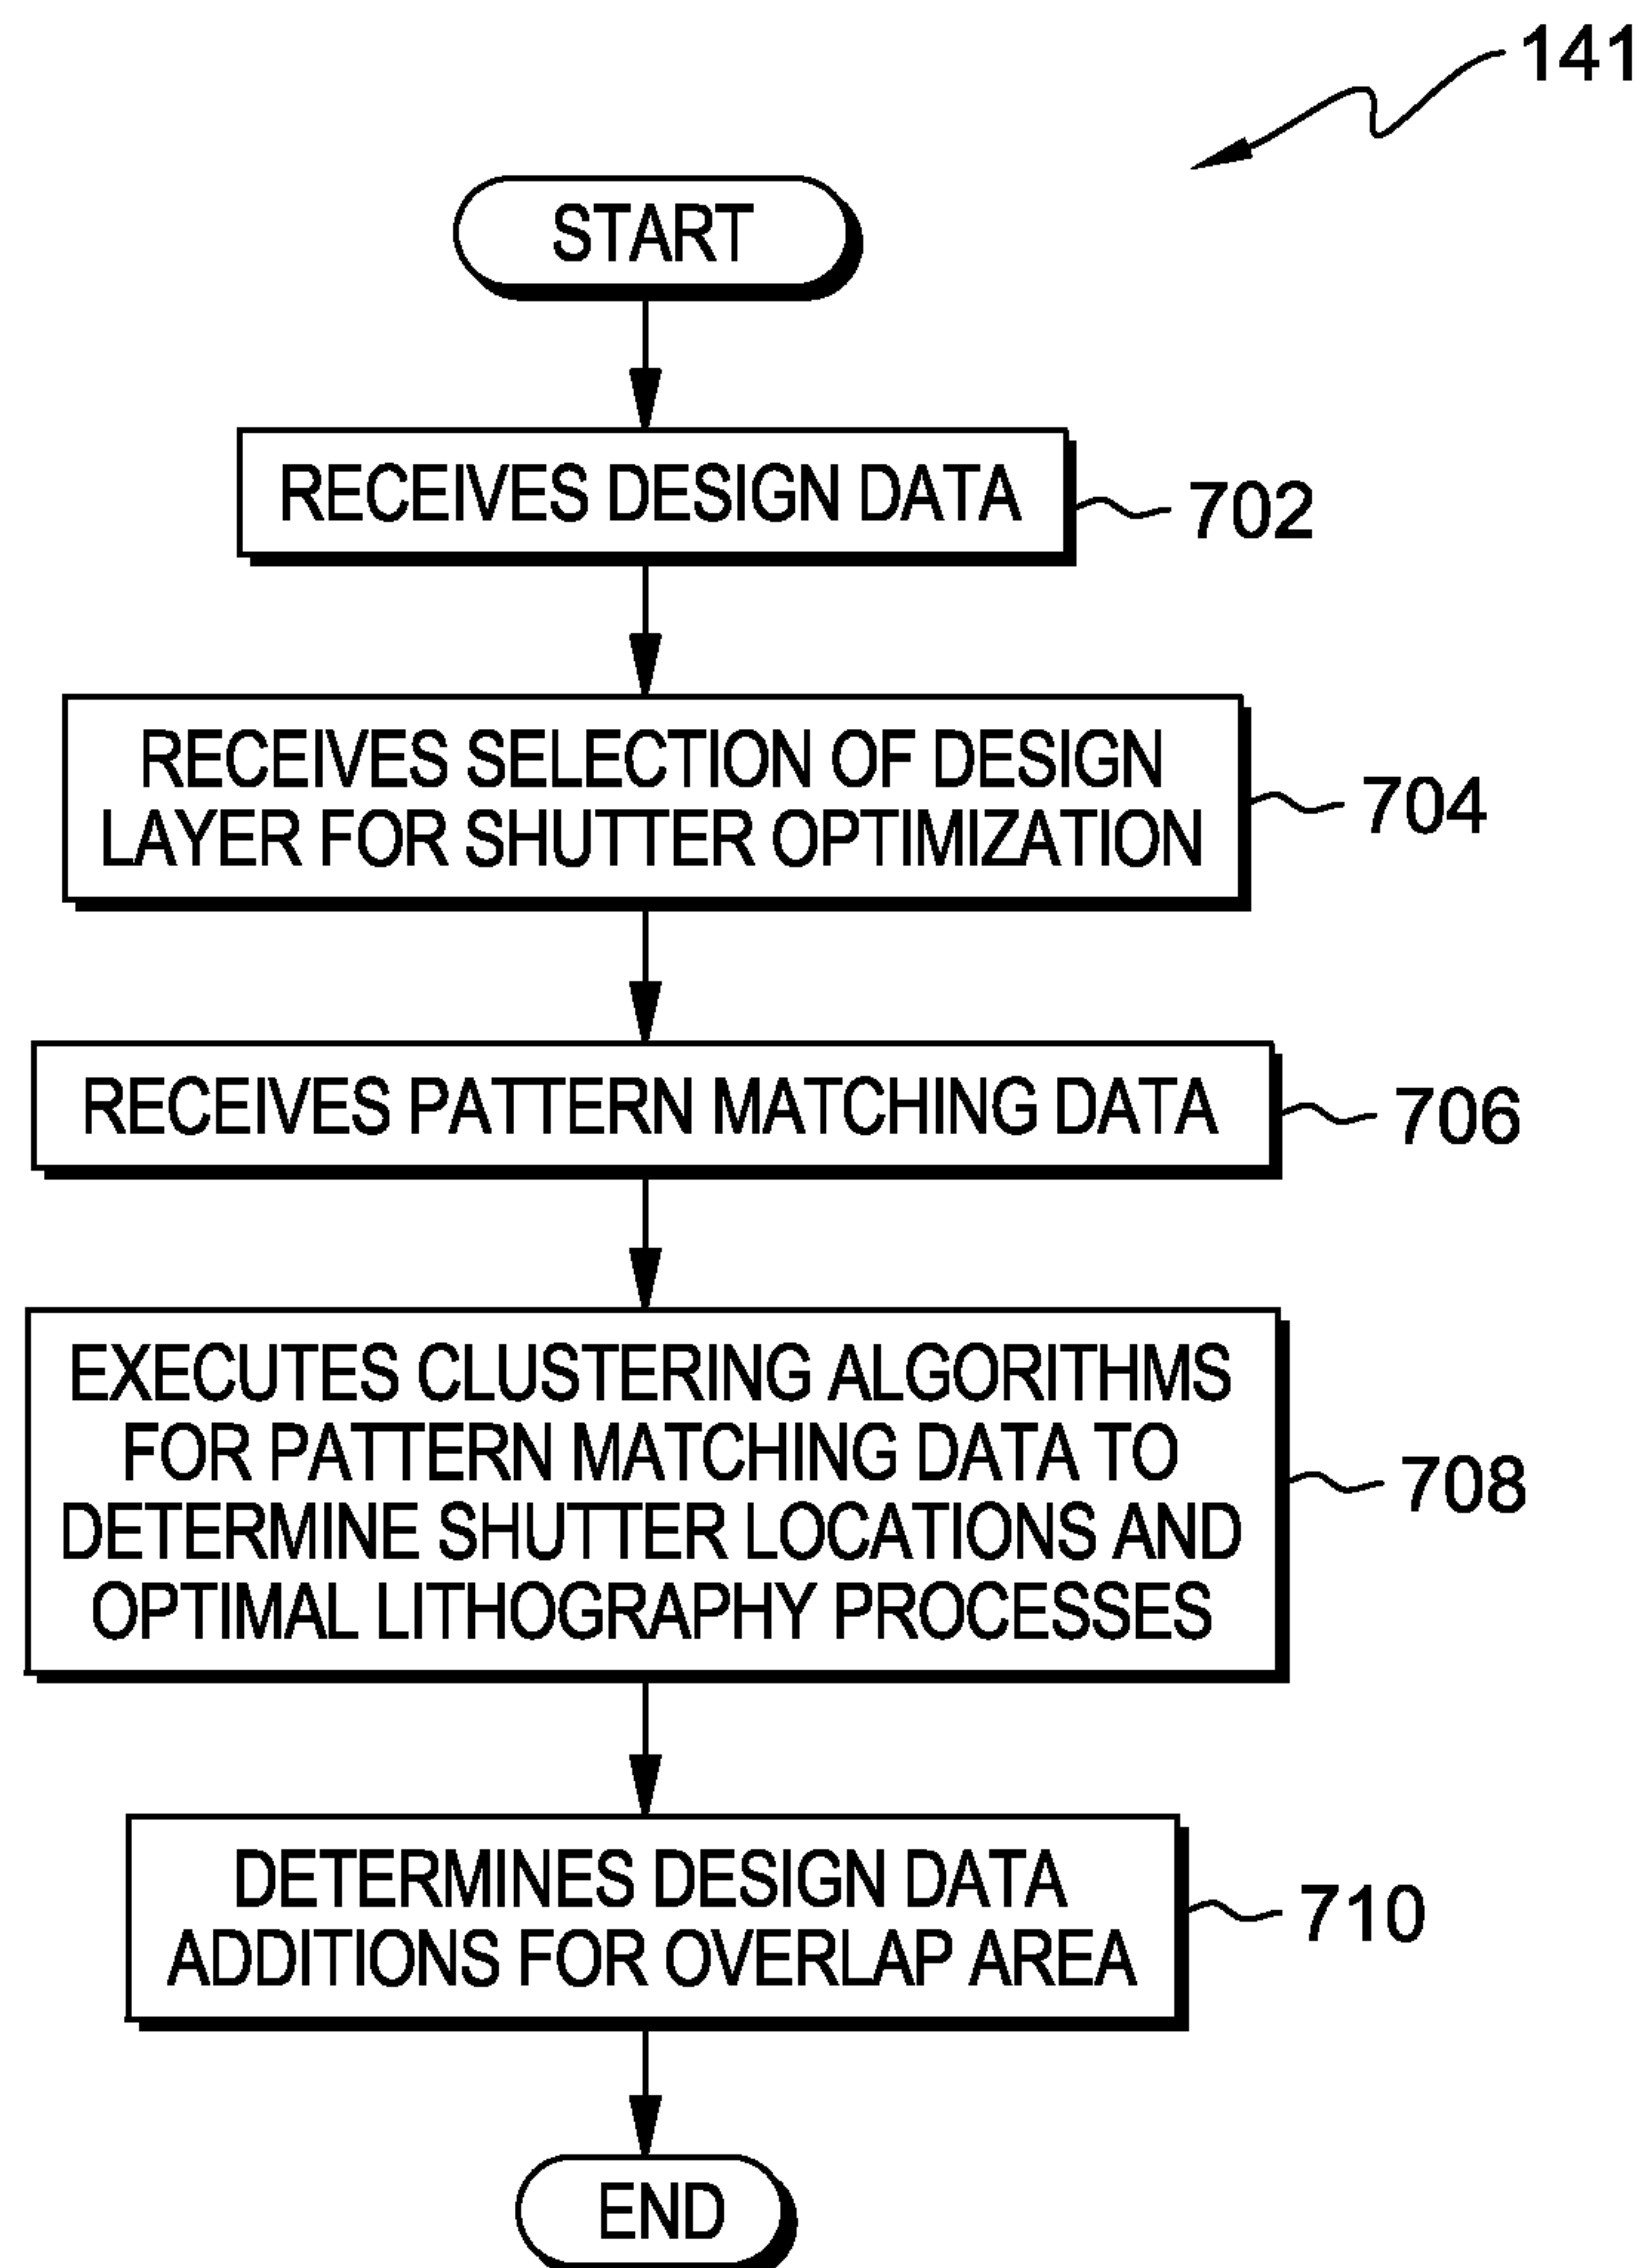 141
START
RECEIVES DESIGN DATA
702
RECEIVES SELECTION OF DESIGN
LAYER FOR SHUTTER OPTIMIZATION
704
RECEIVES PATTERN MATCHING DATA
706
EXECUTES CLUSTERING ALGORITHMS
FOR PATTERN MATCHING DATA TO
DETERMINE SHUTTER LOCATIONS AND
OPTIMAL LITHOGRAPHY PROCESSES
708
DETERMINES DESIGN DATA
ADDITIONS FOR OVERLAP AREA
710
END